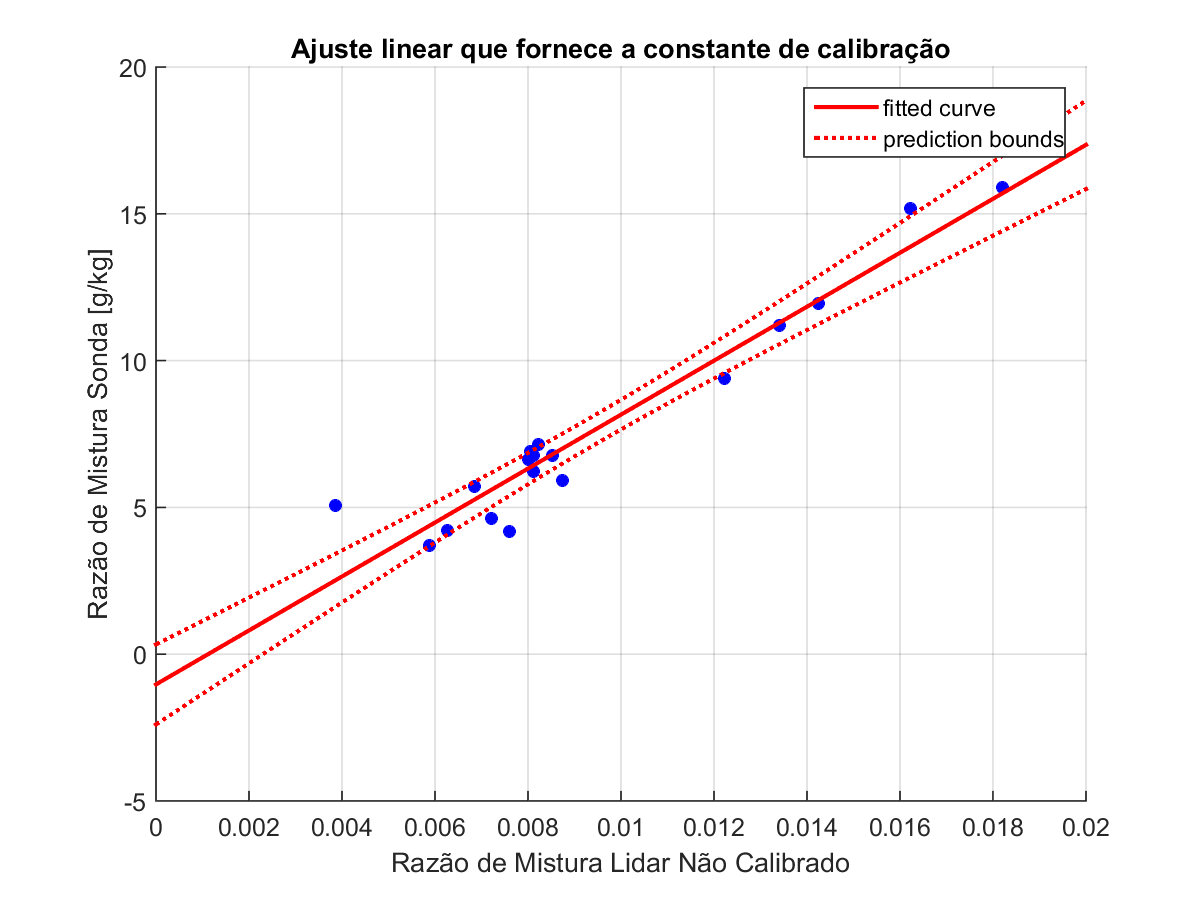 Ajuste linear que fornece a constante de calibração
fitted curve
prediction bounds
Razão de Mistura Sonda [g/kg]
20
15
10
5
0
-5
0 0.002 0.004 0.006 0.008 0.01 0.012 0.014 0.016 0.018 0.02
Razão de Mistura Lidar Não Calibrado